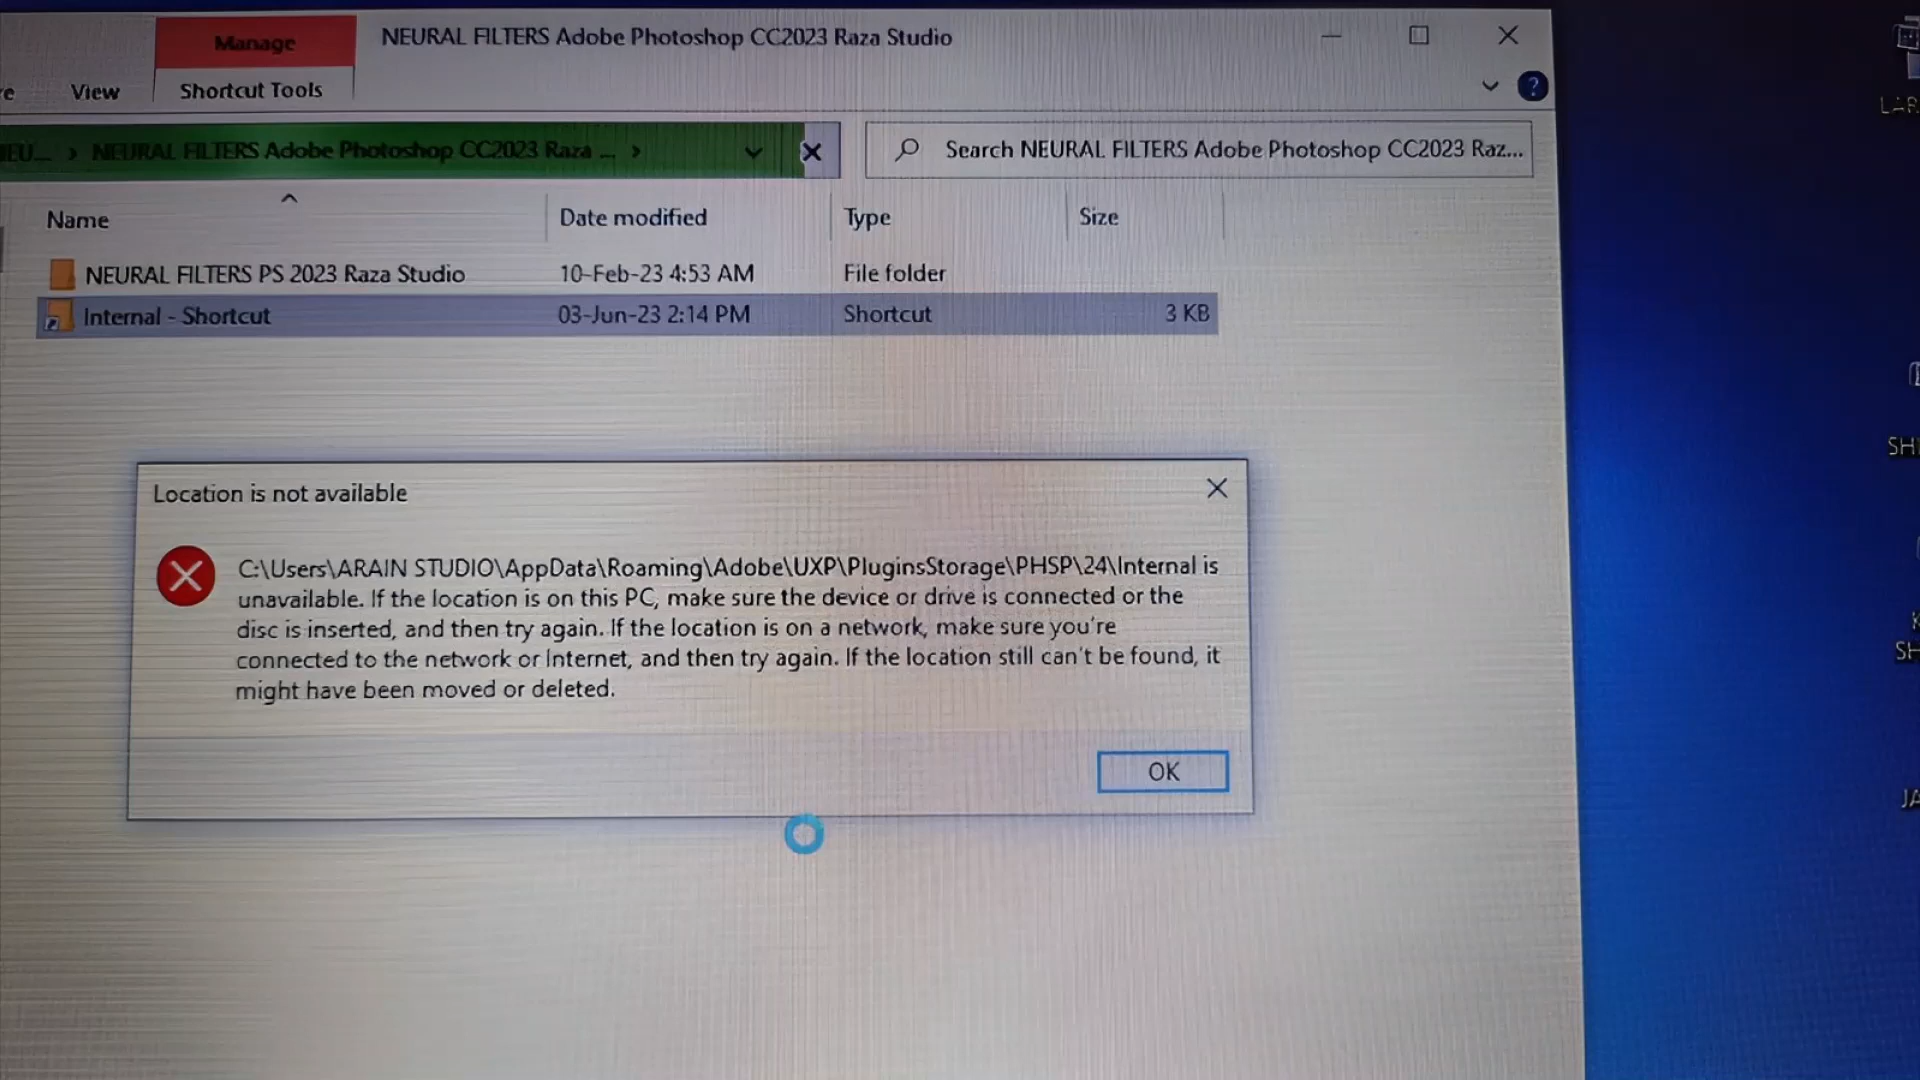 Manage
NEURAL FILTERS Adobe Photoshop CC2023 Raza Studio
View
Shortcut Tools
NEURAL FILTERS Adobe Photoshop CC2023 Raza ...
Search NEURAL FILTERS Adobe Photoshop CC2023 Raz...
Name
Date modified
Type
Size
NEURAL FILTERS PS 2023 Raza Studio
10-Feb-23 4:53 AM
File folder
Internal - Shortcut
03-Jun-23 2:14 PM
Shortcut
3 KB
Location is not available
C:\Users\ARAIN STUDIO\AppData\Roaming\Adobe\UXP\PluginsStorage\PHSP\24\Internal is
unavailable. If the location is on this PC, make sure the device or drive is connected or the
disc is inserted, and then try again. If the location is on a network, make sure you're
connected to the network or Internet, and then try again. If the location still can't be found, it
might have been moved or deleted.
OK